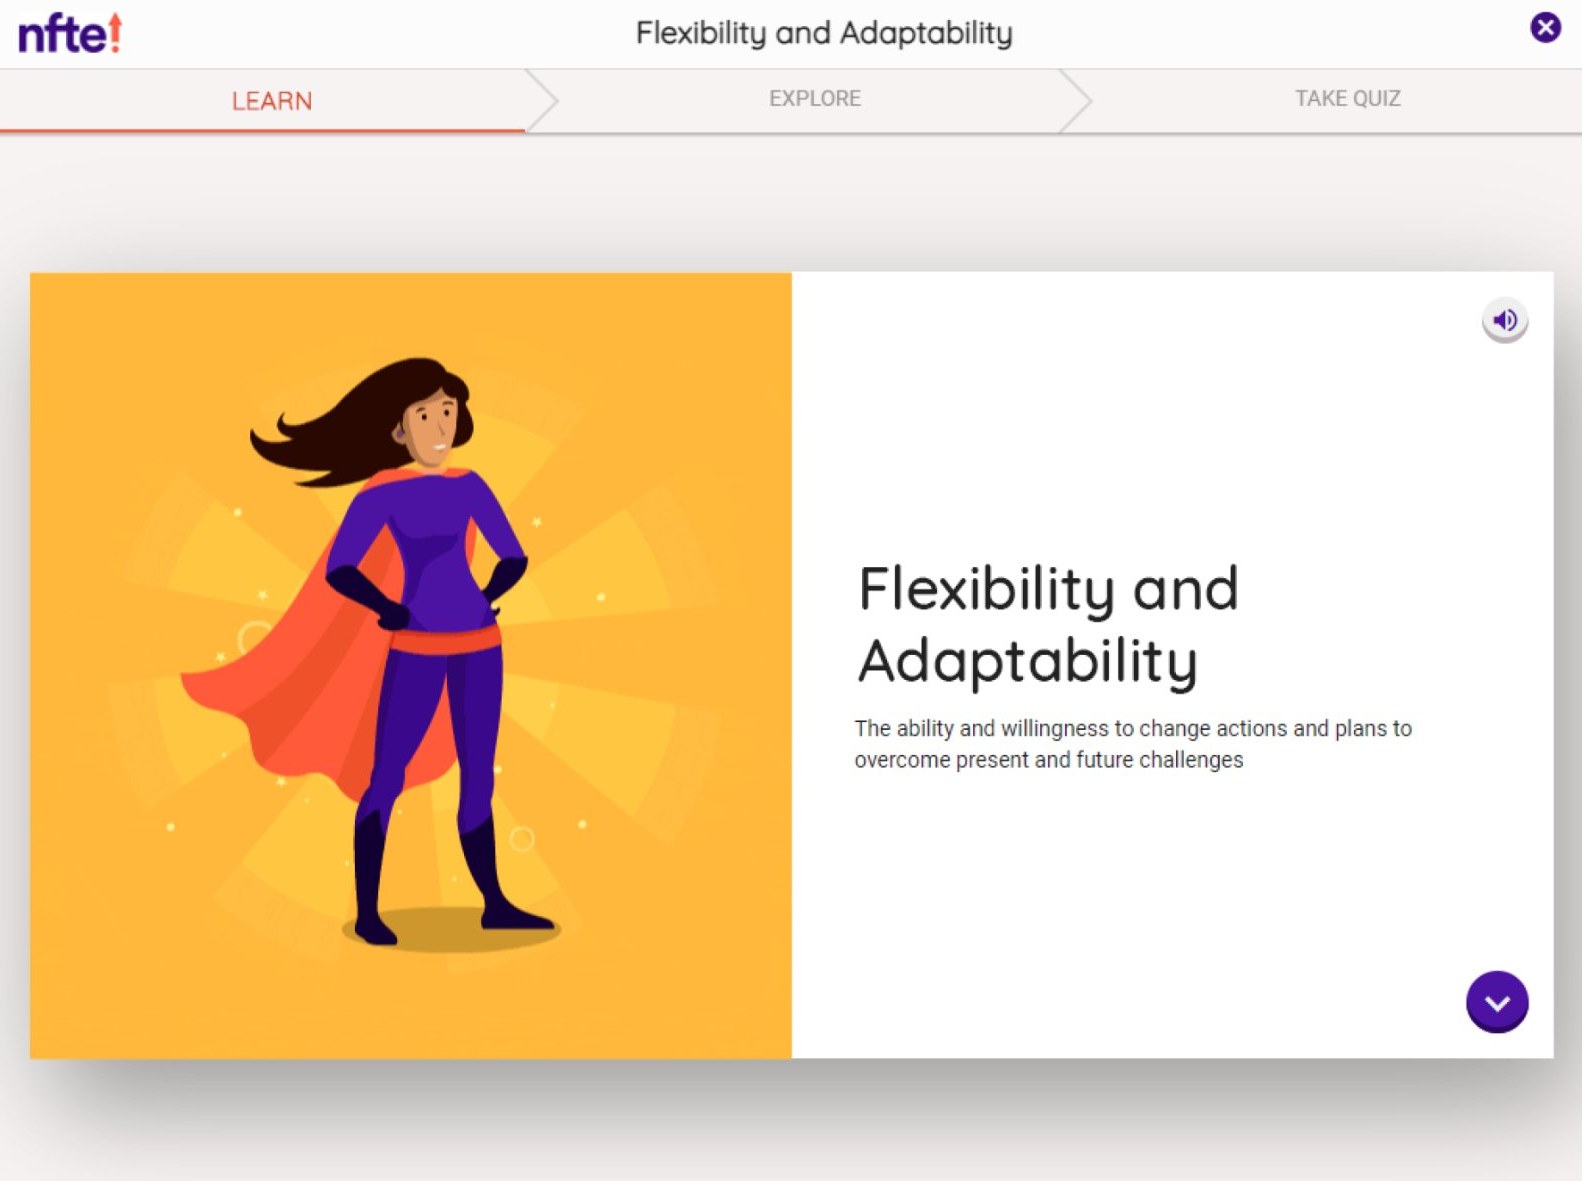 nfte!
Flexibility and Adaptability
LEARN
EXPLORE
TAKE QUIZ
Flexibility and
Adaptability
The ability and willingness to change actions and plans to
overcome present and future challenges